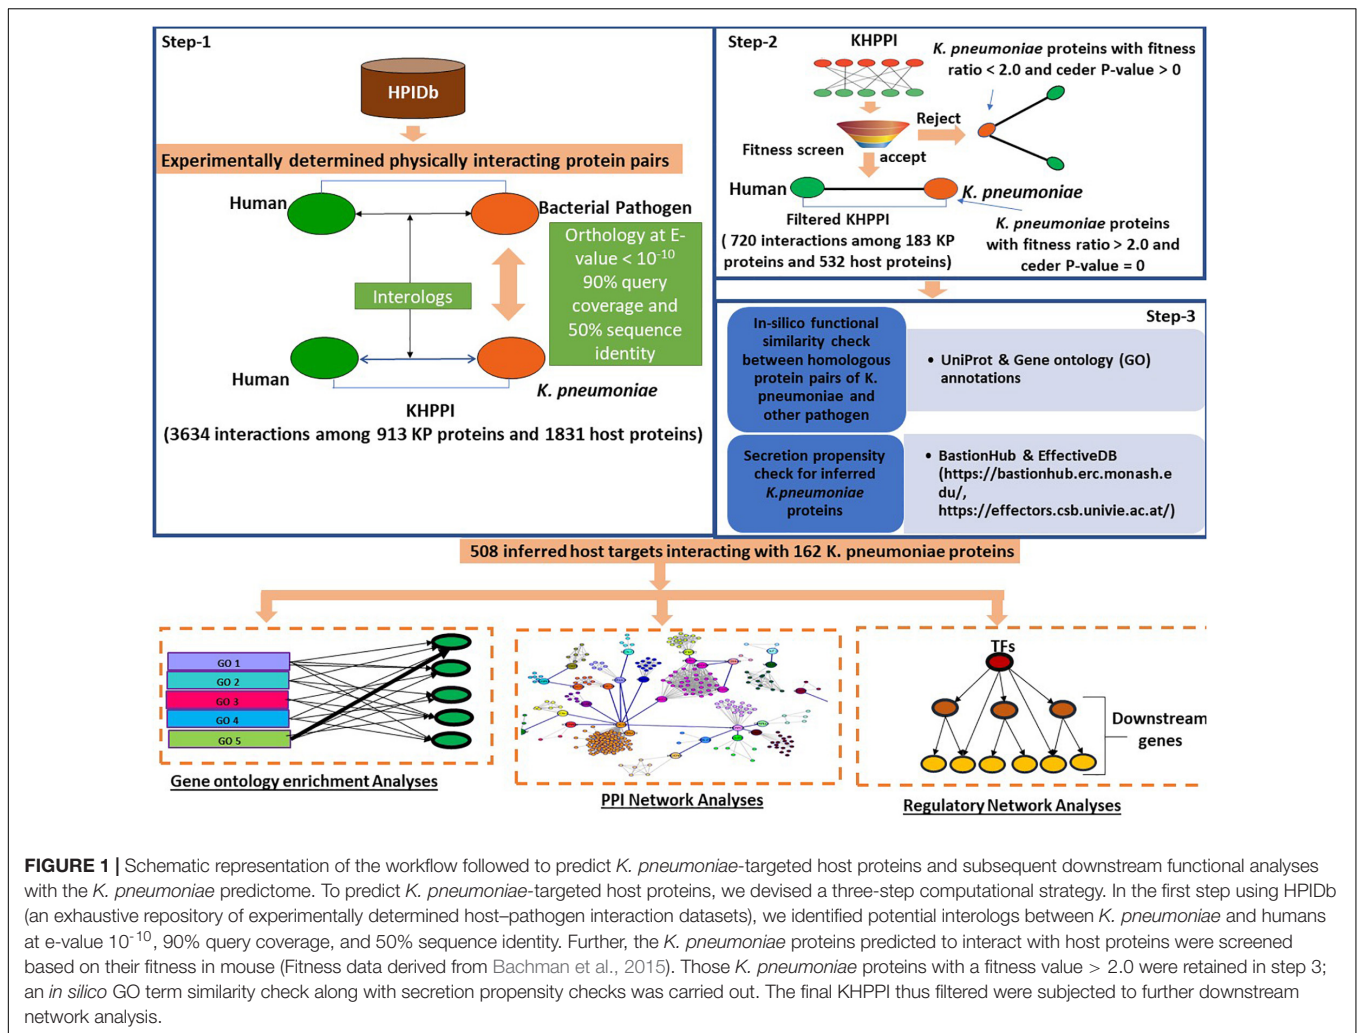 Step-1
HPIDb
Experimentally determined physically interacting protein pairs
Human
Bacterial Pathogen
Orthology at E-
value < 10-10
90% query
coverage and
50% sequence
identity
Interologs
Human
K. pneumoniae
KHPPI
(3634 interactions among 913 KP proteins and 1831 host proteins)
Step-2
KHPPI
K. pneumoniae proteins with fitness
ratio < 2.0 and ceder P-value > 0
Reject
Fitness screen
accept
Human
K. pneumoniae
Filtered KHPPI
( 720 interactions among 183 KP
proteins and 532 host proteins)
K. pneumoniae proteins
with fitness ratio > 2.0 and
ceder P-value = 0
Step-3
In-silico functional
similarity check
between homologous
protein pairs of K.
pneumoniae and
other pathogen
• UniProt & Gene ontology (GO)
annotations
Secretion propensity
check for inferred
K.pneumoniae
proteins
• BastionHub & EffectiveDB
(https://bastionhub.erc.monash.e
du/,
https://effectors.csb.univie.ac.at/)
508 inferred host targets interacting with 162 K. pneumoniae proteins
GO 1
GO 2
GO 3
GO 4
GO 5
Gene ontology enrichment Analyses
PPI Network Analyses
TFs
Downstream
genes
Regulatory Network Analyses
FIGURE 1 | Schematic representation of the workflow followed to predict K. pneumoniae-targeted host proteins and subsequent downstream functional analyses
with the K. pneumoniae predictome. To predict K. pneumoniae-targeted host proteins, we devised a three-step computational strategy. In the first step using HPIDb
(an exhaustive repository of experimentally determined host–pathogen interaction datasets), we identified potential interologs between K. pneumoniae and humans
at e-value 10-10, 90% query coverage, and 50% sequence identity. Further, the K. pneumoniae proteins predicted to interact with host proteins were screened
based on their fitness in mouse (Fitness data derived from Bachman et al., 2015). Those K. pneumoniae proteins with a fitness value > 2.0 were retained in step 3;
an in silico GO term similarity check along with secretion propensity checks was carried out. The final KHPPI thus filtered were subjected to further downstream
network analysis.